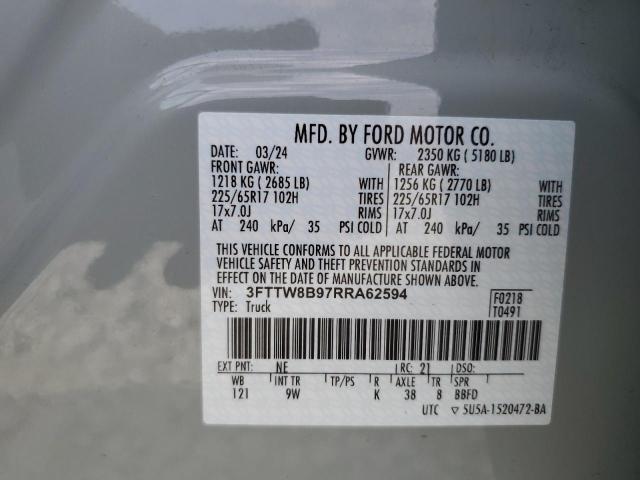 MFD. BY FORD MOTOR CO.
DATE: 03/24 GVWR: 2350 KG ( 5180 LB)
FRONT GAWR: REAR GAWR:
1218 KG ( 2685 LB) WITH 1256 KG ( 2770 LB) WITH
225/65R17 102H TIRES 225/65R17 102H TIRES
17x7.0J RIMS 17x7.0J RIMS
AT 240 kPa/ 35 PSI COLD AT 240 kPa/ 35 PSI COLD
THIS VEHICLE CONFORMS TO ALL APPLICABLE FEDERAL MOTOR
VEHICLE SAFETY AND THEFT PREVENTION STANDARDS IN
EFFECT ON THE DATE OF MANUFACTURE SHOWN ABOVE.
VIN: 3FTTW8B97RRA62594 F0218
TYPE: Truck T0491
EXT PNT: NE RC: 21 DSO:
WB INT TR TP/PS R AXLE TR SPR
121 9W K 38 8 BBFD
UTC ▽ 5U5A-1520472-BA